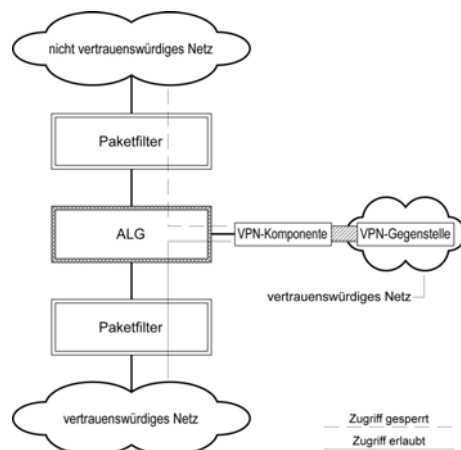 nicht vertrauenswürdiges Netz
Paketfilter
ALG
VPN-Komponente
VPN-Gegenstelle
vertrauenswürdiges Netz
Paketfilter
vertrauenswürdiges Netz
Zugriff gesperrt
Zugriff erlaubt